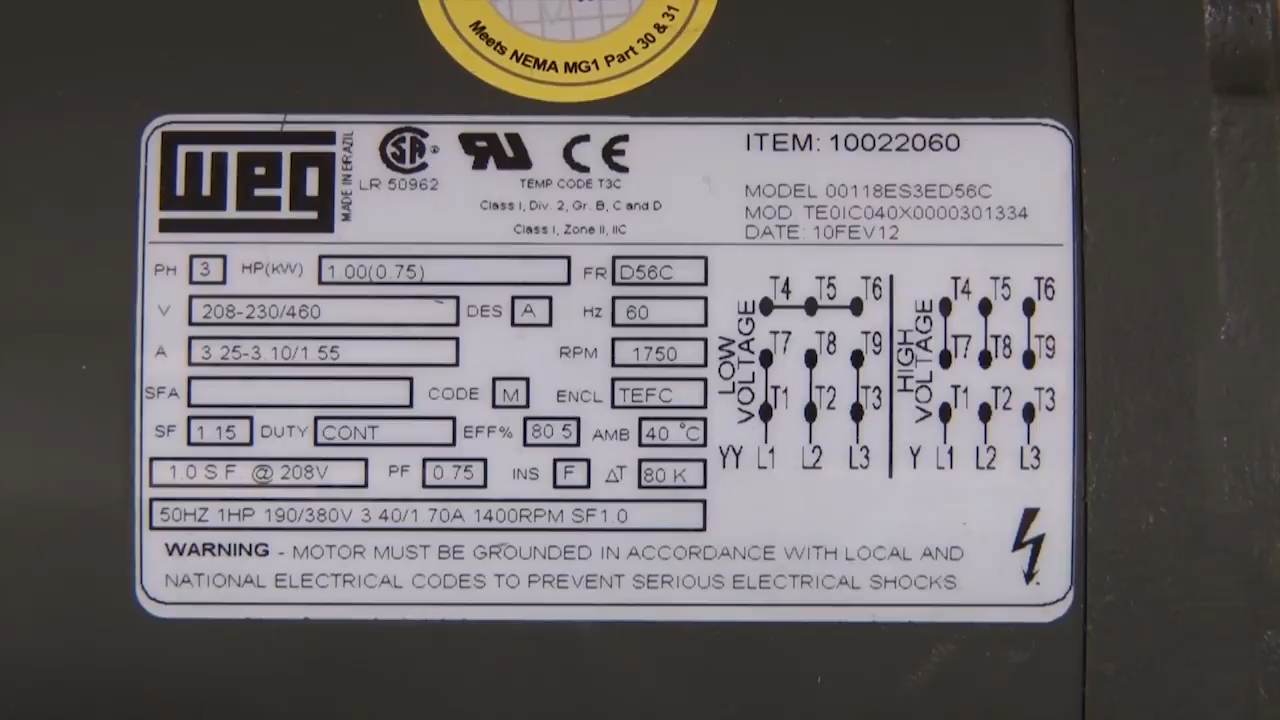 Meets NEMA MG1 Part 30 & 31
WEG
MADE IN BRAZIL
SA
LR 50962
CE
TEMP CODE T3C
Class I, Div. 2, Gr. B, C and D
Class I, Zone II, IIC
ITEM: 10022060
MODEL 00118ES3ED56C
MOD TE0IC040X0000301334
DATE: 10FEV12
PH 3 HP(KW) 1.00(0.75) FR D56C
V 208-230/460 DES A Hz 60
A 3.25-3.10/1.55 RPM 1750
SFA CODE M ENCL TEFC
SF 1.15 DUTY CONT EFF% 80.5 AMB 40 °C
1.0 S.F. @ 208V PF 0.75 INS F ΔT 80 K
50HZ 1HP 190/380V 3.40/1.70A 1400RPM SF1.0
LOW VOLTAGE
T4 T5 T6
T7 T8 T9
T1 T2 T3
YY L1 L2 L3
HIGH VOLTAGE
T4 T5 T6
T7 T8 T9
T1 T2 T3
Y L1 L2 L3
WARNING - MOTOR MUST BE GROUNDED IN ACCORDANCE WITH LOCAL AND
NATIONAL ELECTRICAL CODES TO PREVENT SERIOUS ELECTRICAL SHOCKS.